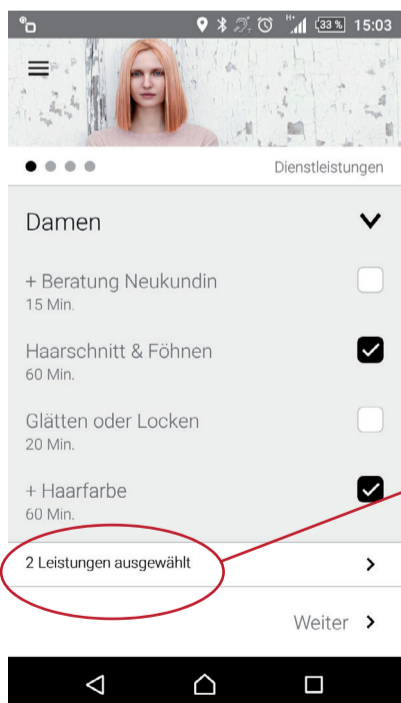 H+
33 %
15:03
Dienstleistungen
Damen
+ Beratung Neukundin
15 Min.
Haarschnitt & Föhnen
60 Min.
Glätten oder Locken
20 Min.
+ Haarfarbe
60 Min.
2 Leistungen ausgewählt
Weiter